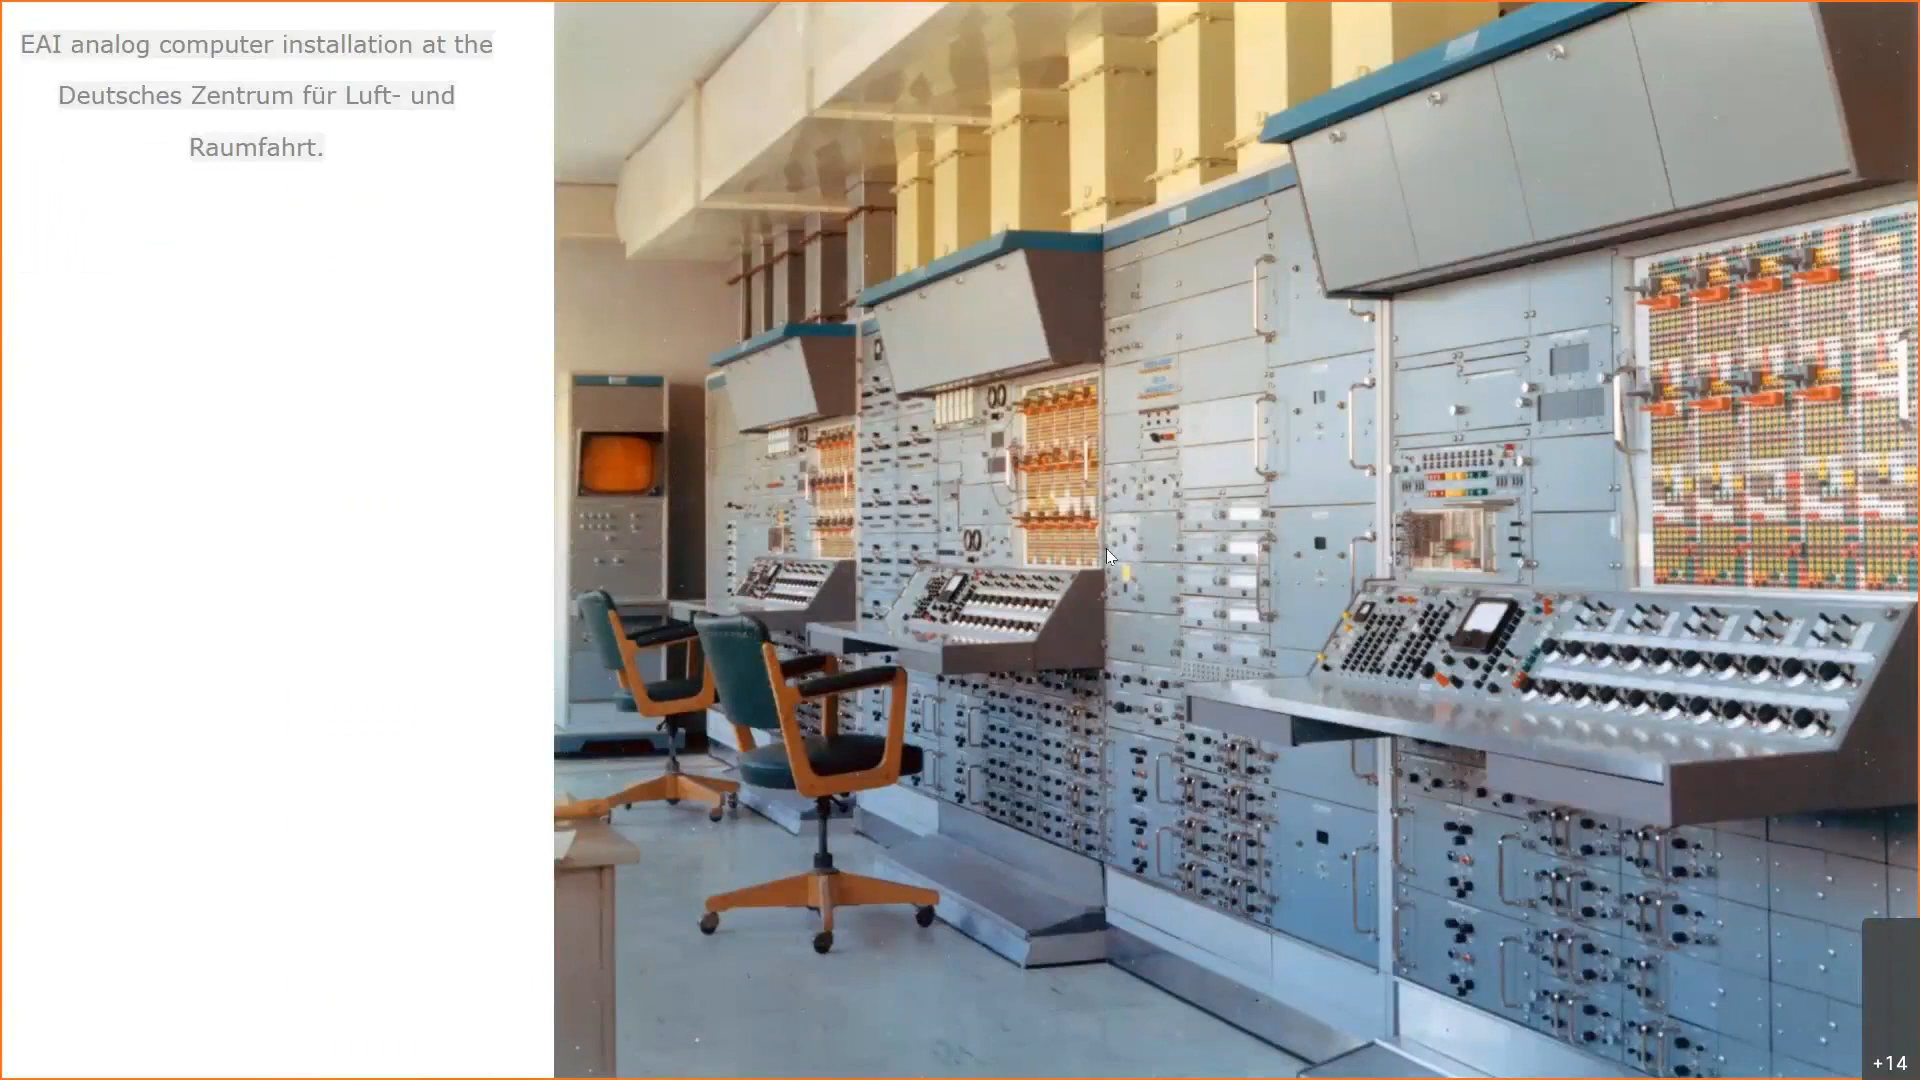 EAI analog computer installation at the
Deutsches Zentrum für Luft- und
Raumfahrt.
+14